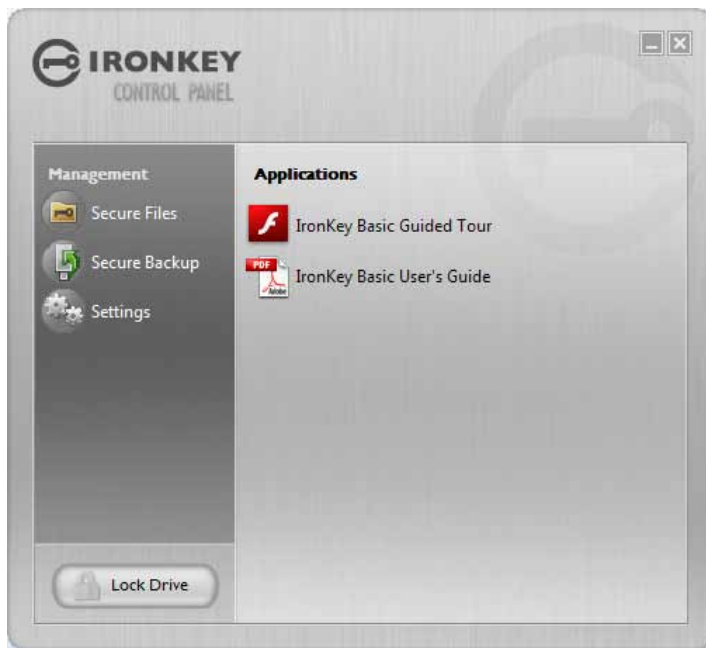 IRONKEY
CONTROL PANEL
Management
Secure Files
Secure Backup
Settings
Lock Drive
Applications
IronKey Basic Guided Tour
PDF
Adobe
IronKey Basic User's Guide